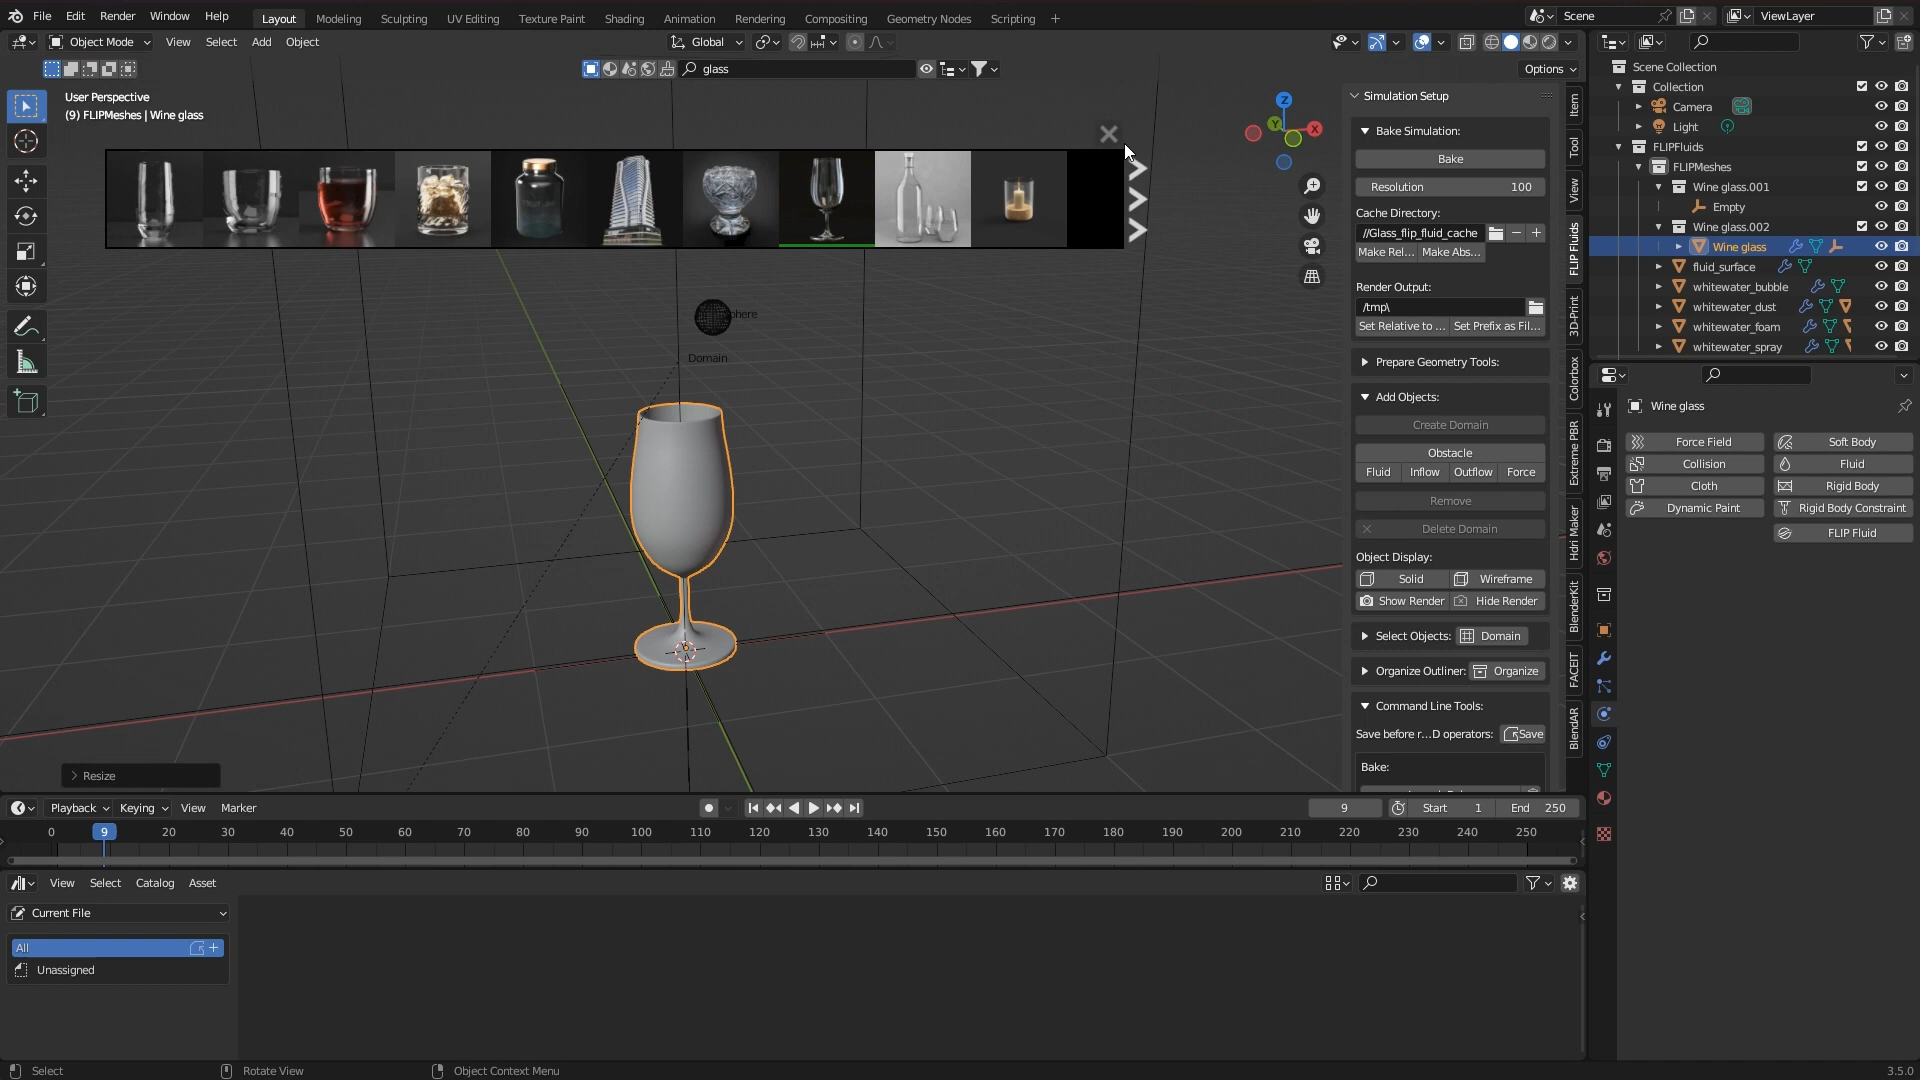 File Edit Render Window Help Layout Modeling Sculpting UV Editing Texture Paint Shading Animation Rendering Compositing Geometry Nodes Scripting + Scene ViewLayer
Object Mode View Select Add Object Global
glass Options
User Perspective
(9) FLIPMeshes | Wine glass
Z
Y
X
Domain
Resize
Simulation Setup
Bake Simulation:
Bake
Resolution 100
Cache Directory:
//Glass_flip_fluid_cache
Make Rel... Make Abs...
Render Output:
/tmp\
Set Relative to ... Set Prefix as Fil...
Prepare Geometry Tools:
Add Objects:
Create Domain
Obstacle
Fluid Inflow Outflow Force
Remove
Delete Domain
Object Display:
Solid Wireframe
Show Render Hide Render
Select Objects: Domain
Organize Outliner: Organize
Command Line Tools:
Save before r...D operators: Save
Bake:
Item
Tool
View
FLIP Fluids
3D-Print
Colorbox
Extreme PBR
Hdri Maker
BlenderKit
FACEIT
BlendAR
Scene Collection
Collection
Camera
Light
FLIPFluids
FLIPMeshes
Wine glass.001
Empty
Wine glass.002
Wine glass
fluid_surface
whitewater_bubble
whitewater_dust
whitewater_foam
whitewater_spray
Wine glass
Force Field Soft Body
Collision Fluid
Cloth Rigid Body
Dynamic Paint Rigid Body Constraint
FLIP Fluid
Playback Keying View Marker 9 Start 1 End 250
0 9 20 30 40 50 60 70 80 90 100 110 120 130 140 150 160 170 180 190 200 210 220 230 240 250
View Select Catalog Asset
Current File
All
Unassigned
Select Rotate View Object Context Menu 3.5.0